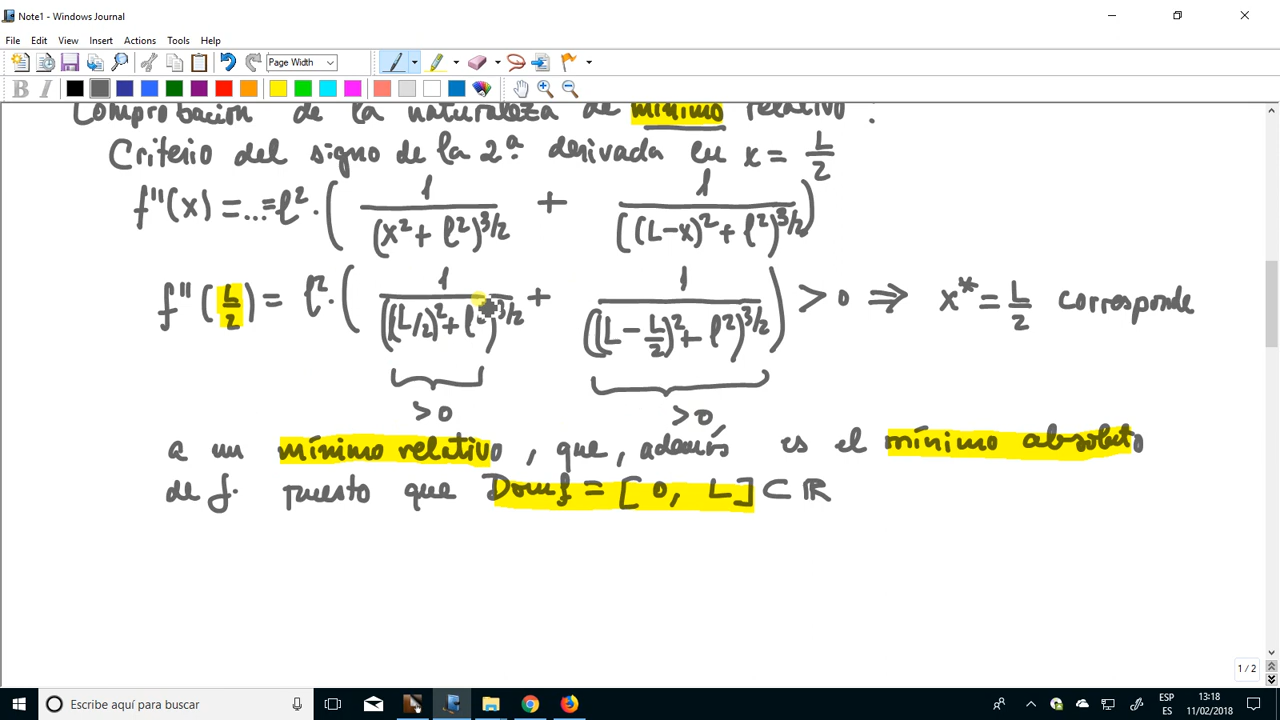 Note1 - Windows Journal
File Edit View Insert Actions Tools Help
Page Width
B I
Comprobación de la naturaleza de mínimo relativo :
Criterio del signo de la 2ª derivada en x = L/2
f''(x) = ...= l². ( 1/(x² + l²)^3/2 + 1/((L-x)² + l²)^3/2 )
f''(L/2) = l². ( 1/((L/2)² + l²)^3/2 + 1/((L - L/2)² + l²)^3/2 ) > 0 ⇒ x* = L/2 corresponde
> 0 > 0
a un mínimo relativo , que, además es el mínimo absoluto
de f. puesto que Dom f = [ 0, L ] ⊂ ℝ
1 / 2
Escribe aquí para buscar
ESP 13:18
ES 11/02/2018